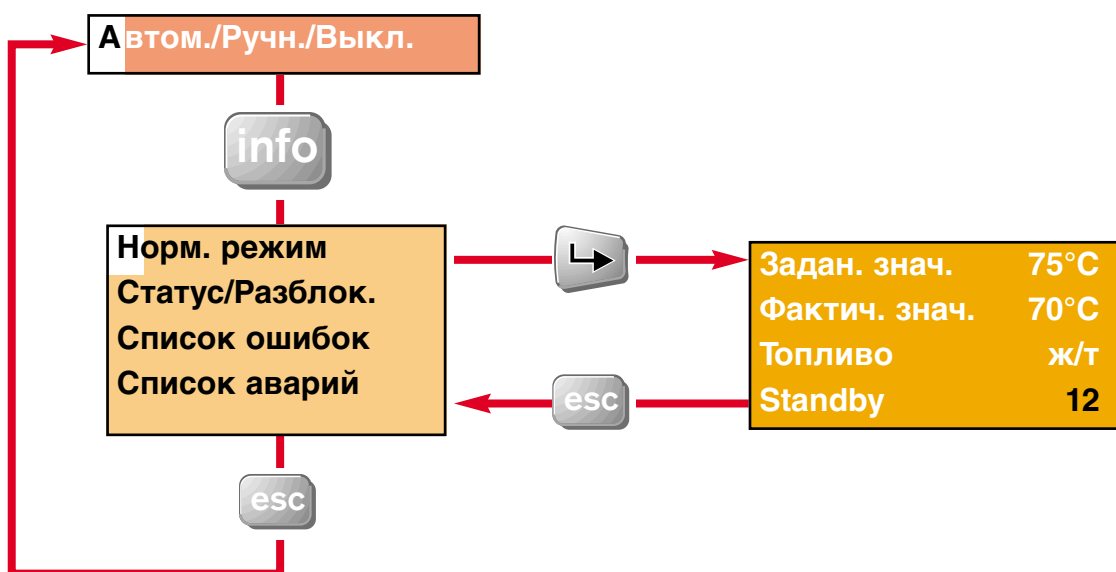 Автом./Ручн./Выкл.
info
Норм. режим
Статус/Разблок.
Список ошибок
Список аварий
Задан. знач. 75°C
Фактич. знач. 70°C
Топливо ж/т
Standby 12
esc
esc